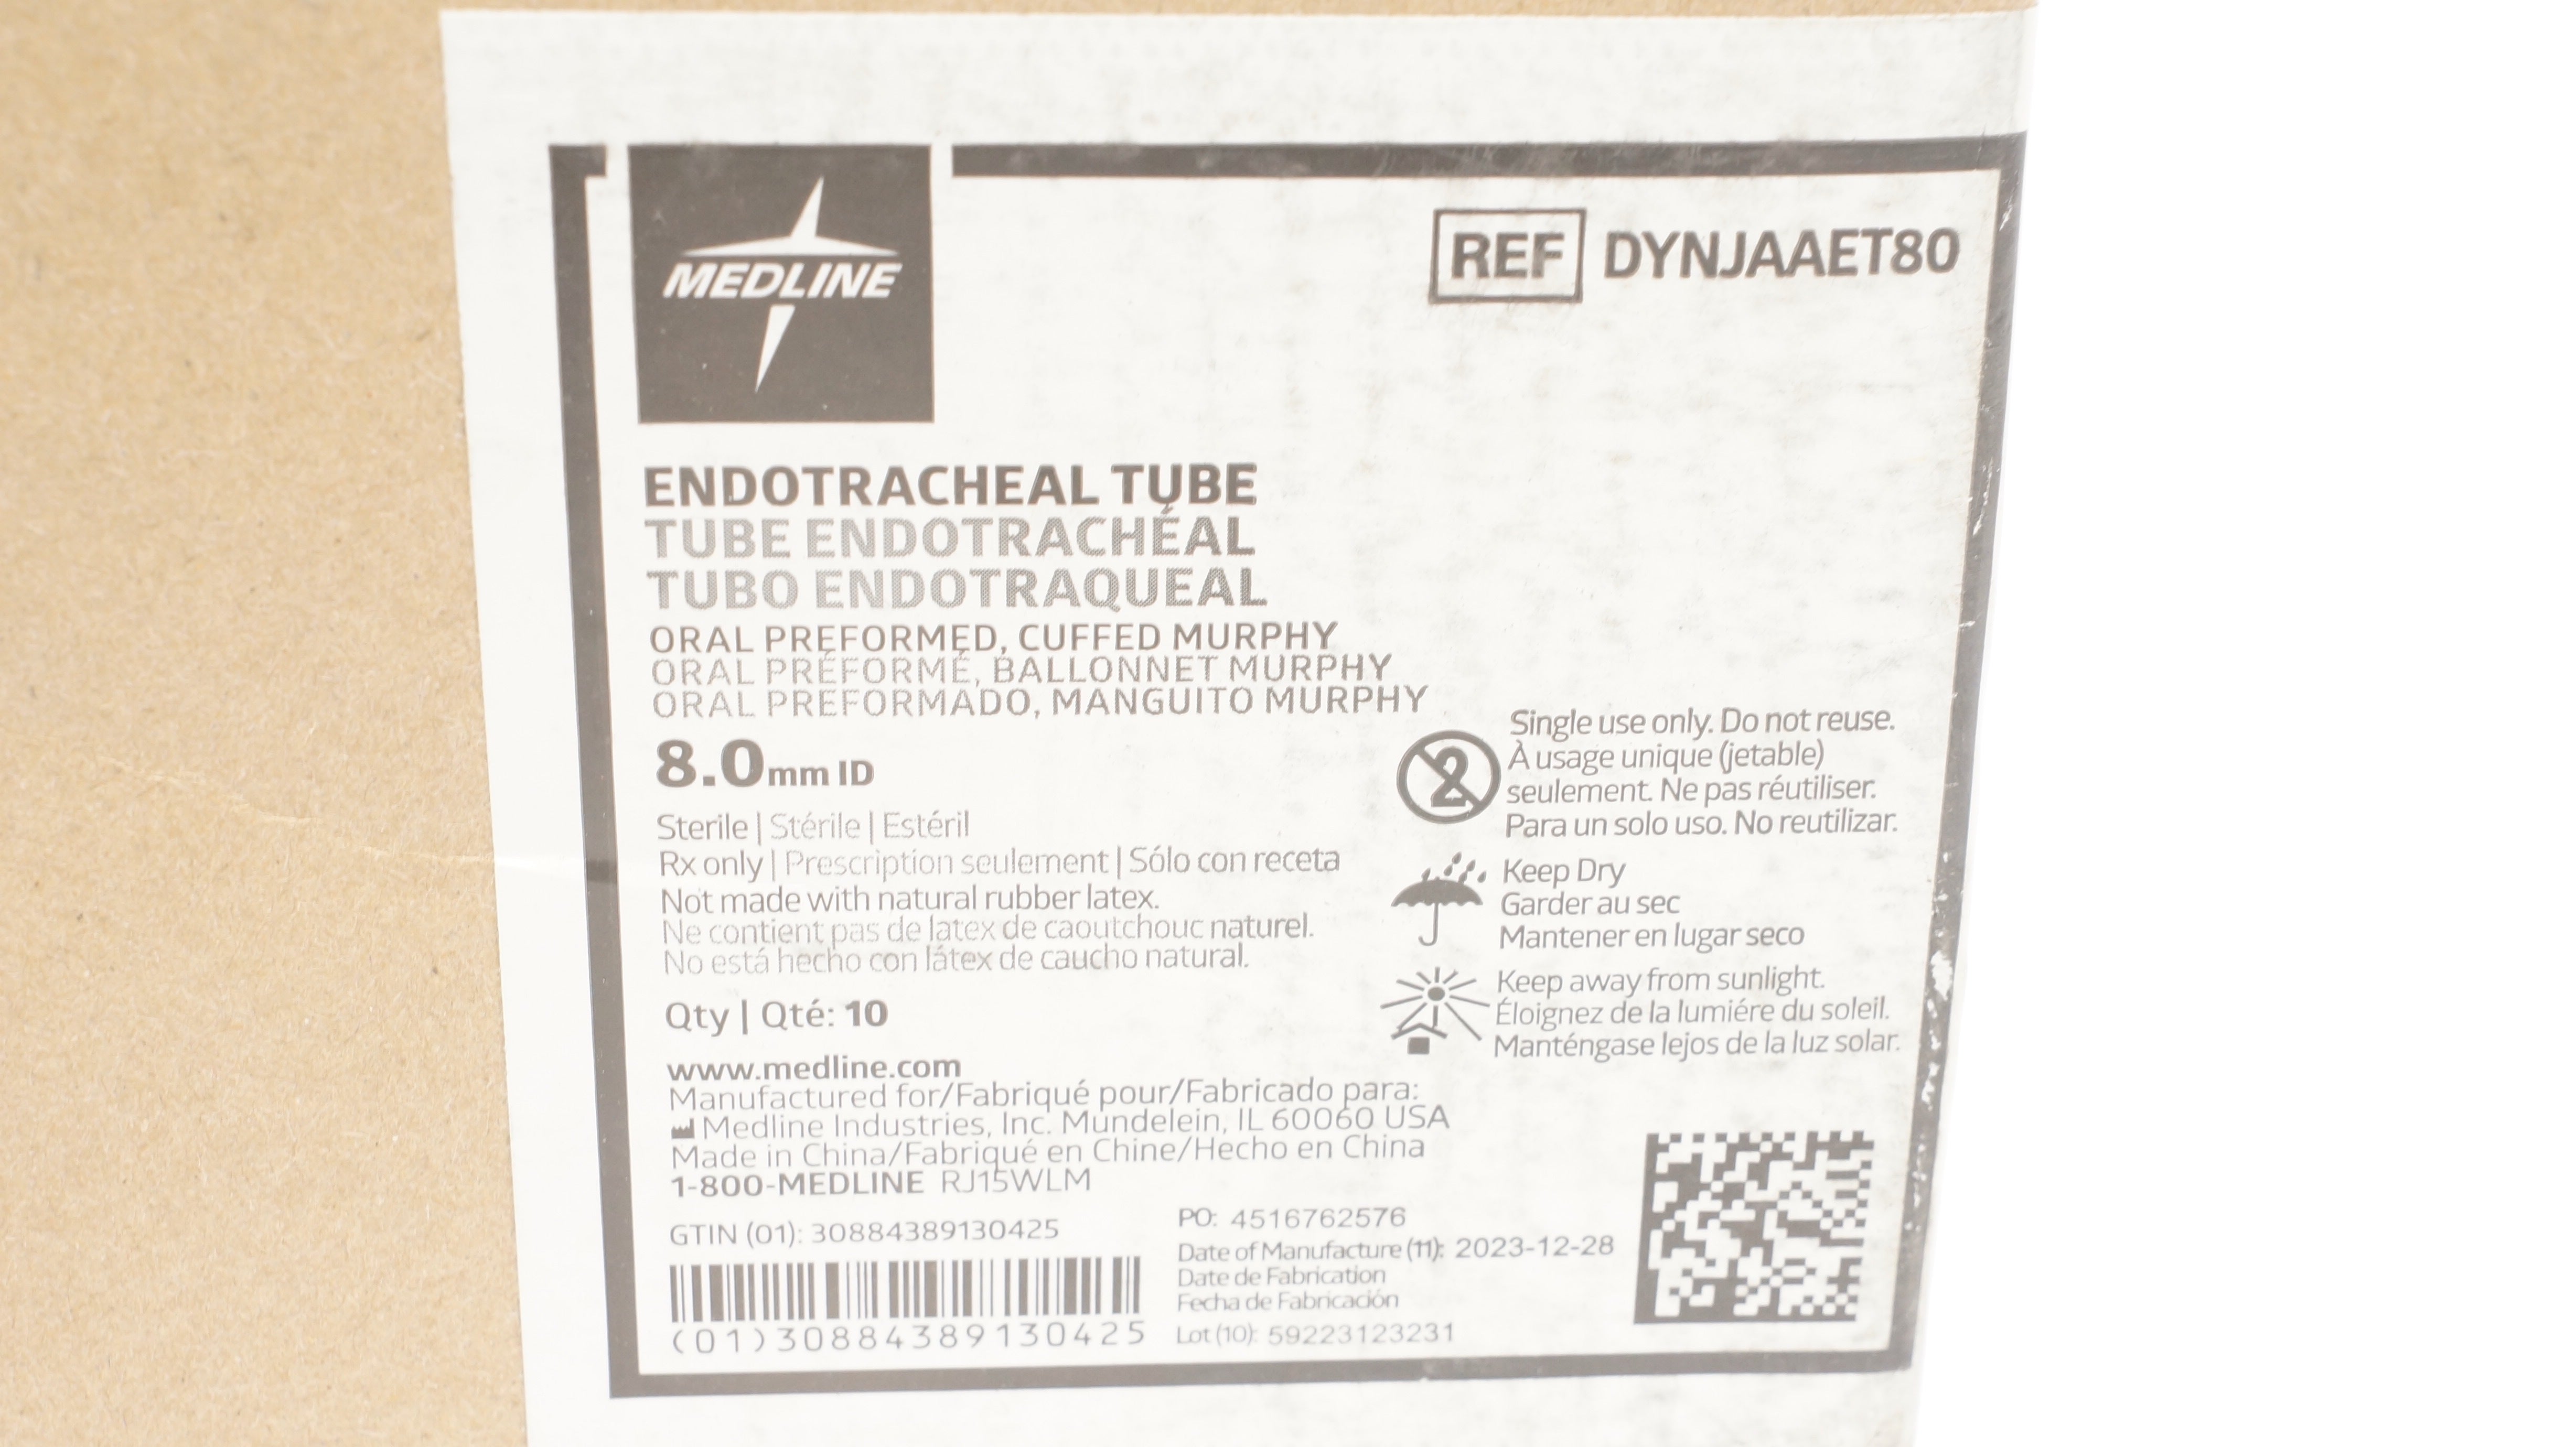 MEDLINE
REF DYNJAAET80
ENDOTRACHEAL TUBE
TUBE ENDOTRACHÉAL
TUBO ENDOTRAQUEAL
ORAL PREFORMED, CUFFED MURPHY
ORAL PRÉFORMÉ, BALLONNET MURPHY
ORAL PREFORMADO, MANGUITO MURPHY
8.0mm ID
Sterile | Stérile | Estéril
Rx only | Prescription seulement | Sólo con receta
Not made with natural rubber latex.
Ne contient pas de latex de caoutchouc naturel.
No está hecho con látex de caucho natural.
Qty | Qté: 10
2
Single use only. Do not reuse.
À usage unique (jetable)
seulement. Ne pas réutiliser.
Para un solo uso. No reutilizar.
Keep Dry
Garder au sec
Mantener en lugar seco
Keep away from sunlight.
Éloignez de la lumiére du soleil.
Manténgase lejos de la luz solar.
www.medline.com
Manufactured for/Fabriqué pour/Fabricado para:
Medline Industries, Inc. Mundelein, IL 60060 USA
Made in China/Fabriqué en Chine/Hecho en China
1-800-MEDLINE RJ15WLM
GTIN (01): 30884389130425
(01)30884389130425
PO: 4516762576
Date of Manufacture (11): 2023-12-28
Date de Fabrication
Fecha de Fabricación
Lot (10): 59223123231